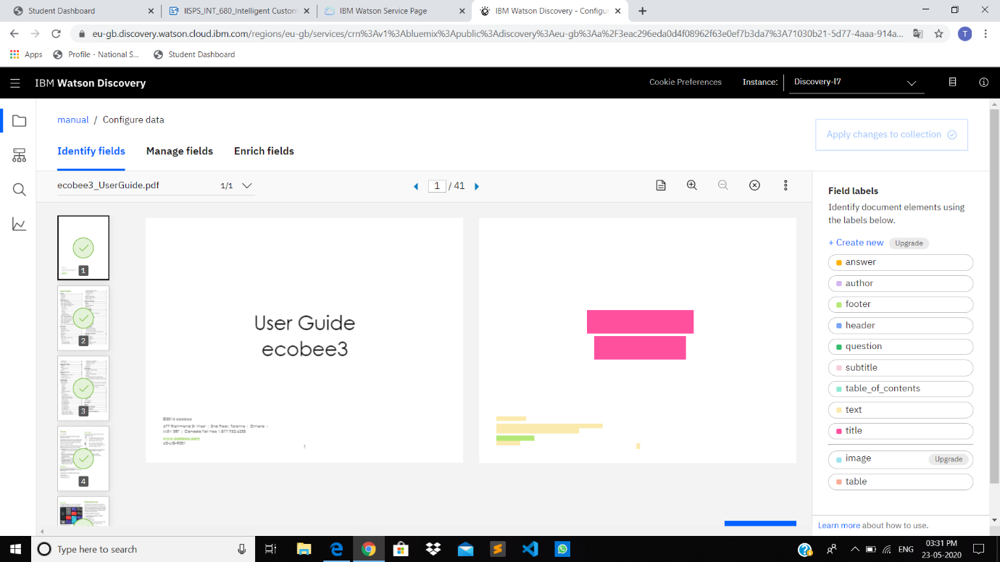 Student Dashboard
IISPS_INT_680_Intelligent Custom
IBM Watson Service Page
IBM Watson Discovery - Configu
eu-gb.discovery.watson.cloud.ibm.com/regions/eu-gb/services/crn%3Av1%3Abluemix%3Apublic%3Adiscovery%3Aeu-gb%3Aa%2F3eac296eda0d4f08962f63e0ef7b3da7%3A71030b21-5d77-4aaa-914a...
T
Apps
Profile - National S...
Student Dashboard
IBM Watson Discovery
Cookie Preferences
Instance:
Discovery-I7
manual / Configure data
Apply changes to collection
Identify fields
Manage fields
Enrich fields
ecobee3_UserGuide.pdf
1/1
1 / 41
1
2
3
4
User Guide
ecobee3
©2014 ecobee
477 Richmond St West | 2nd Floor, Toronto | Ontario |
M5V 3E7 | Canada Toll free: 1.877.932.6233
www.ecobee.com
1
Field labels
Identify document elements using
the labels below.
+ Create new
Upgrade
answer
author
footer
header
question
subtitle
table_of_contents
text
title
image
Upgrade
table
Learn more about how to use.
Type here to search
ENG
03:31 PM
23-05-2020